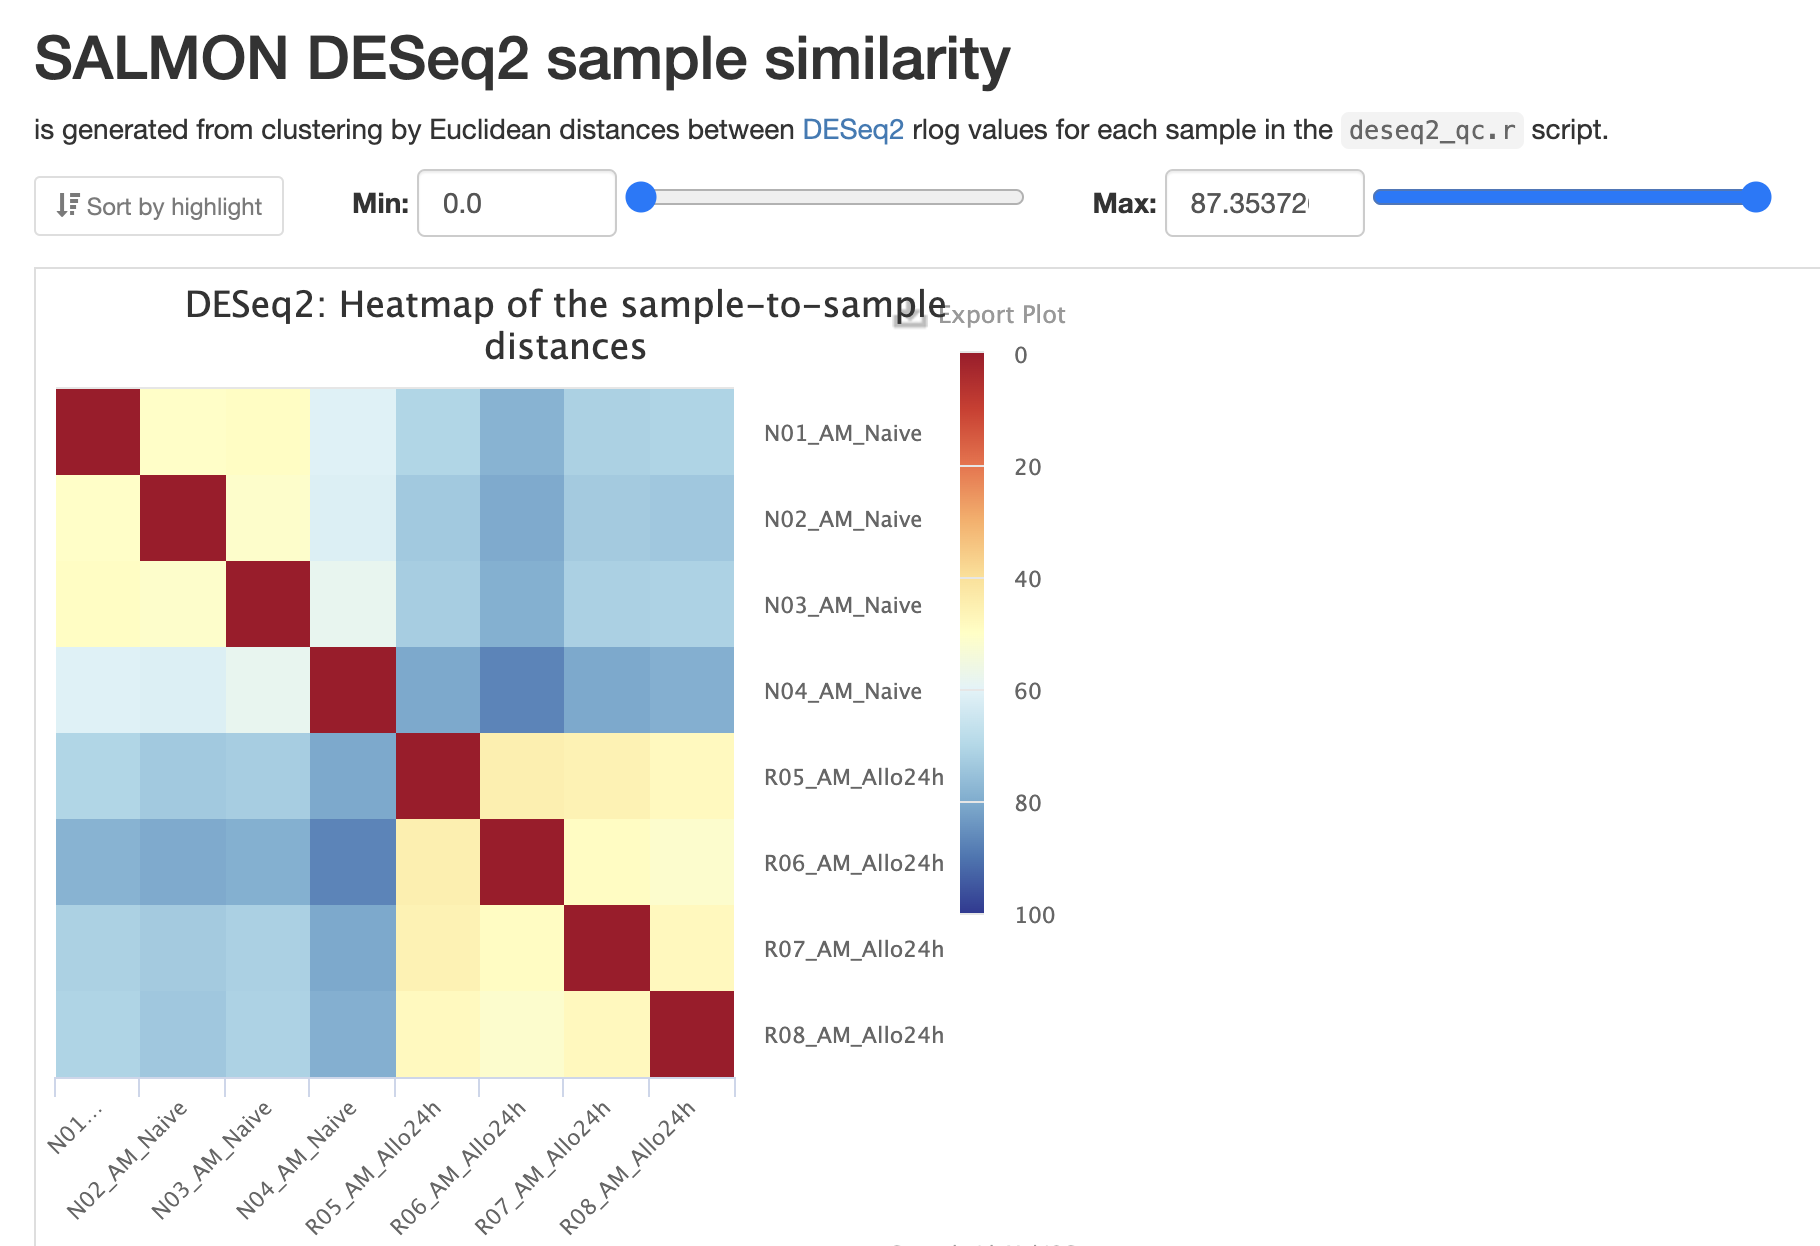 SALMON DESeq2 sample similarity
is generated from clustering by Euclidean distances between DESeq2 rlog values for each sample in the deseq2_qc.r script.
Sort by highlight
Min: 0.0
Max: 87.35372
DESeq2: Heatmap of the sample-to-sample
distances
Export Plot
0
20
40
60
80
100
N01_AM_Naive
N02_AM_Naive
N03_AM_Naive
N04_AM_Naive
R05_AM_Allo24h
R06_AM_Allo24h
R07_AM_Allo24h
R08_AM_Allo24h
N01...
N02_AM_Naive
N03_AM_Naive
N04_AM_Naive
R05_AM_Allo24h
R06_AM_Allo24h
R07_AM_Allo24h
R08_AM_Allo24h